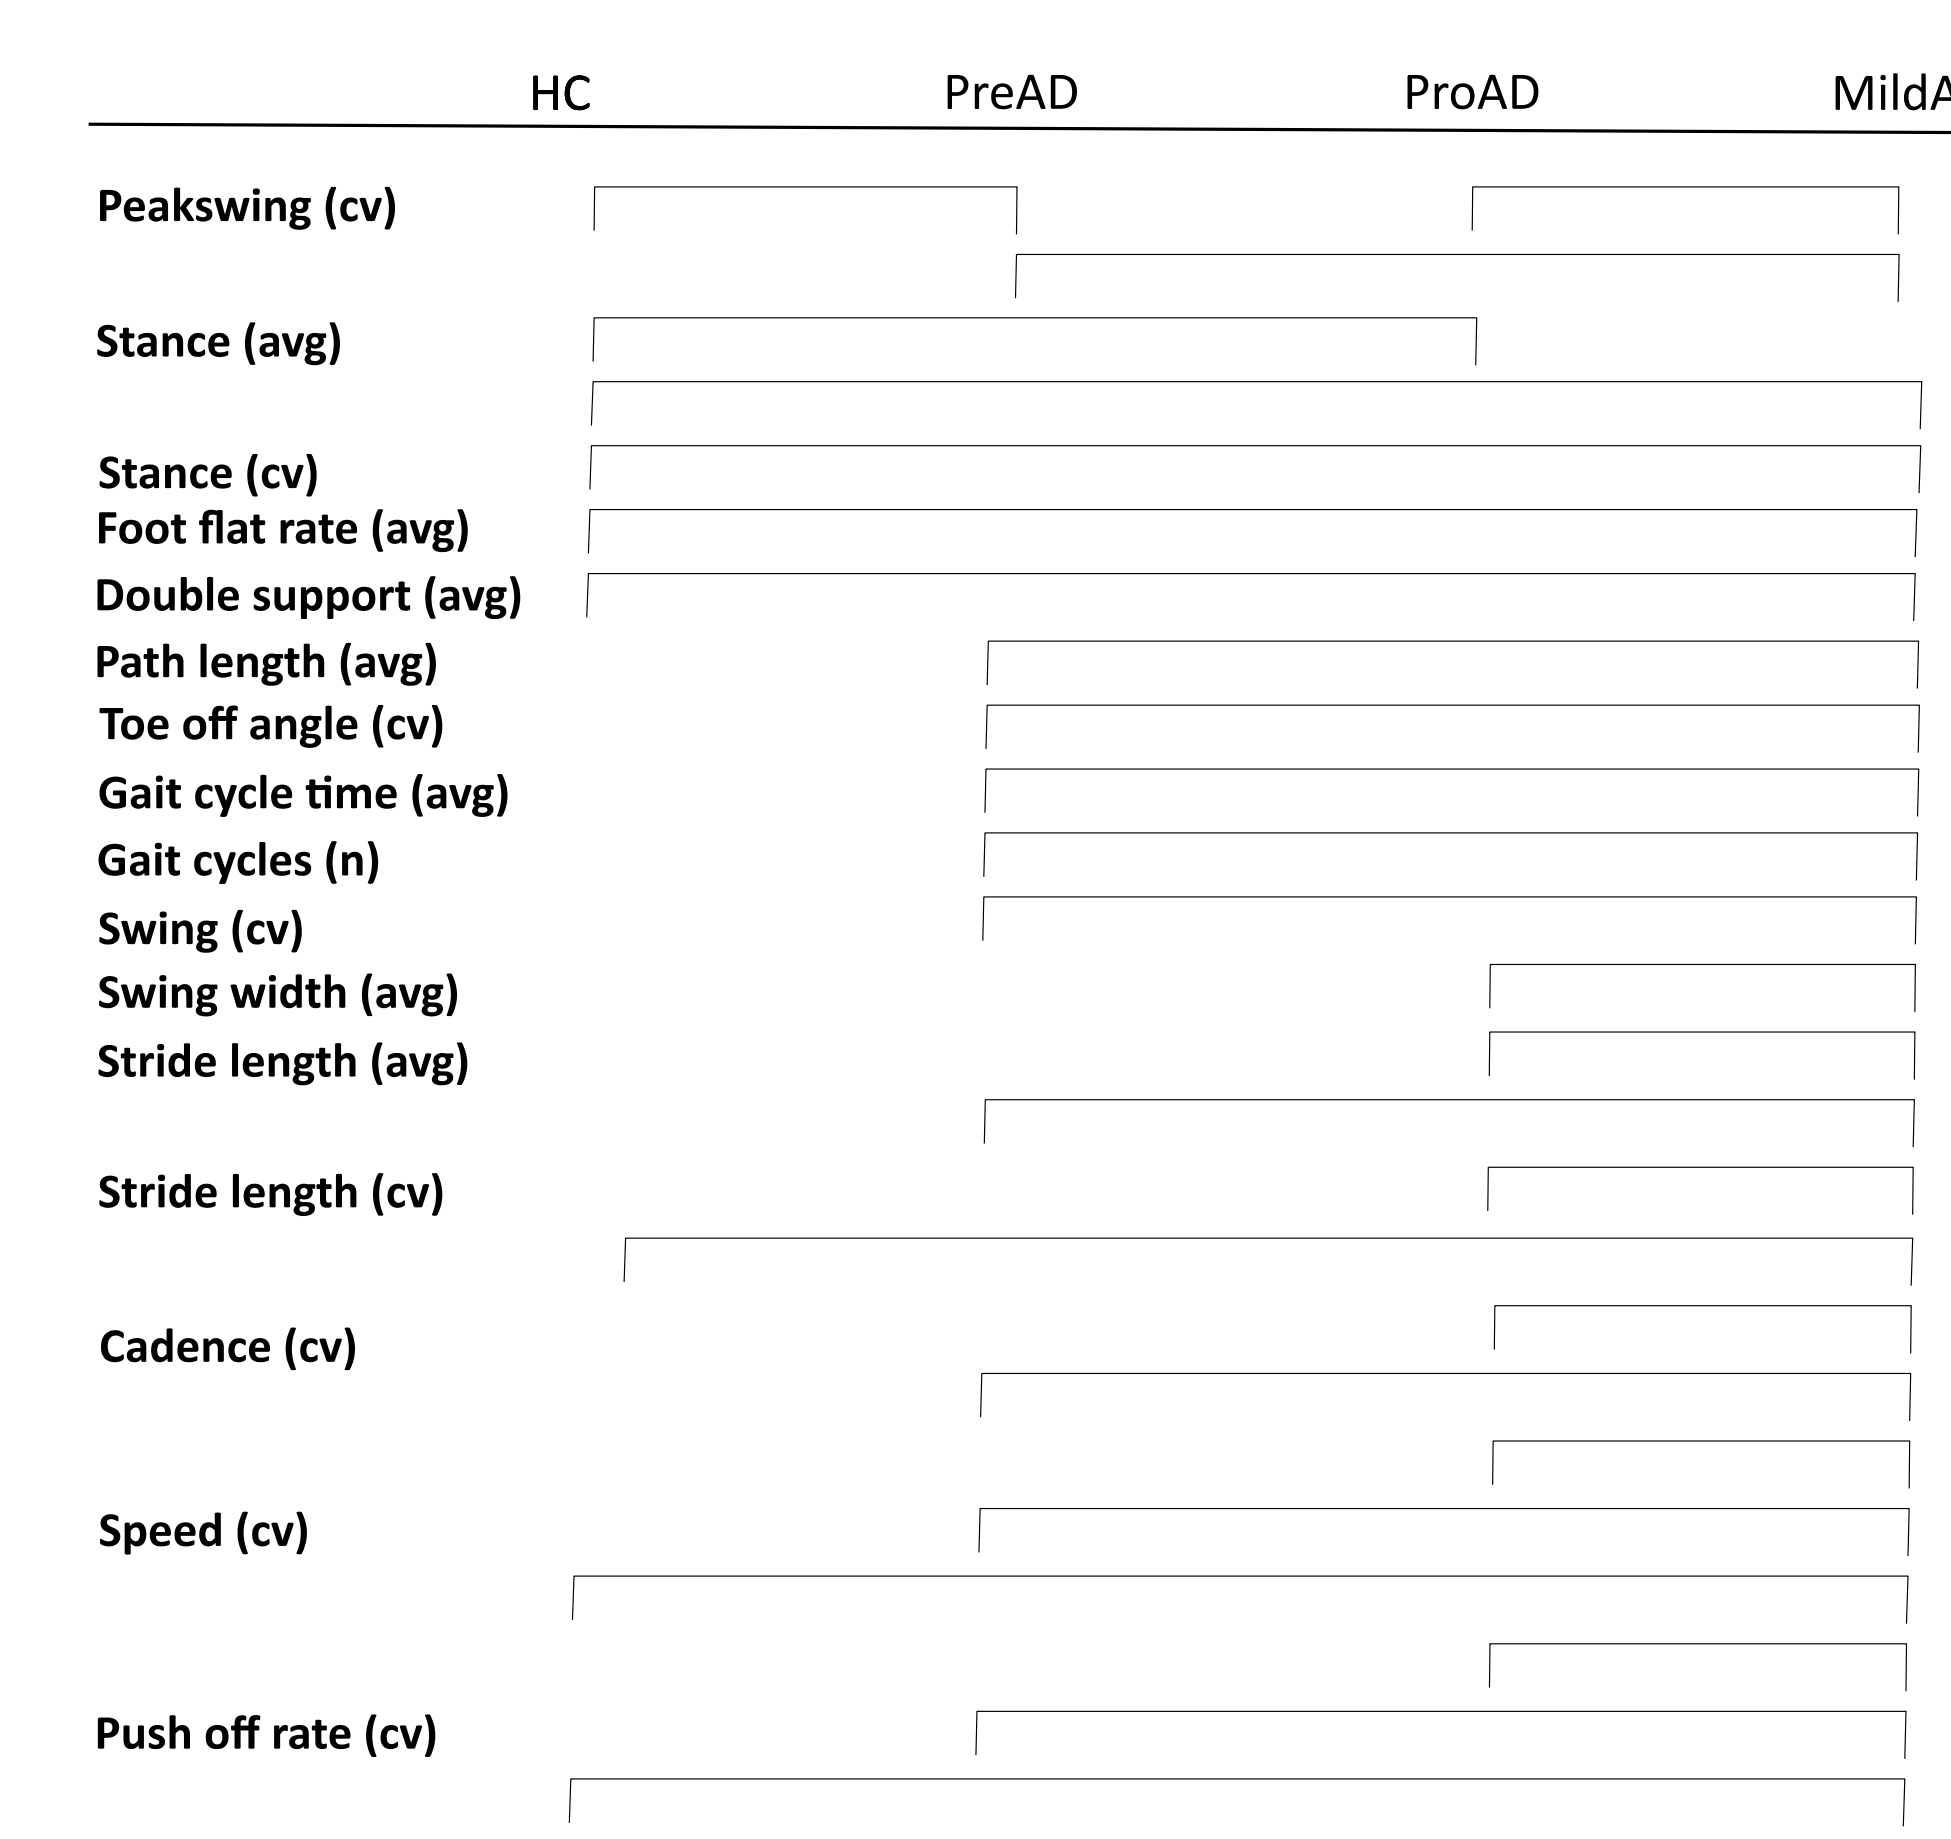 HC PreAD ProAD MildA
Peakswing (cv)
Stance (avg)
Stance (cv)
Foot flat rate (avg)
Double support (avg)
Path length (avg)
Toe off angle (cv)
Gait cycle time (avg)
Gait cycles (n)
Swing (cv)
Swing width (avg)
Stride length (avg)
Stride length (cv)
Cadence (cv)
Speed (cv)
Push off rate (cv)